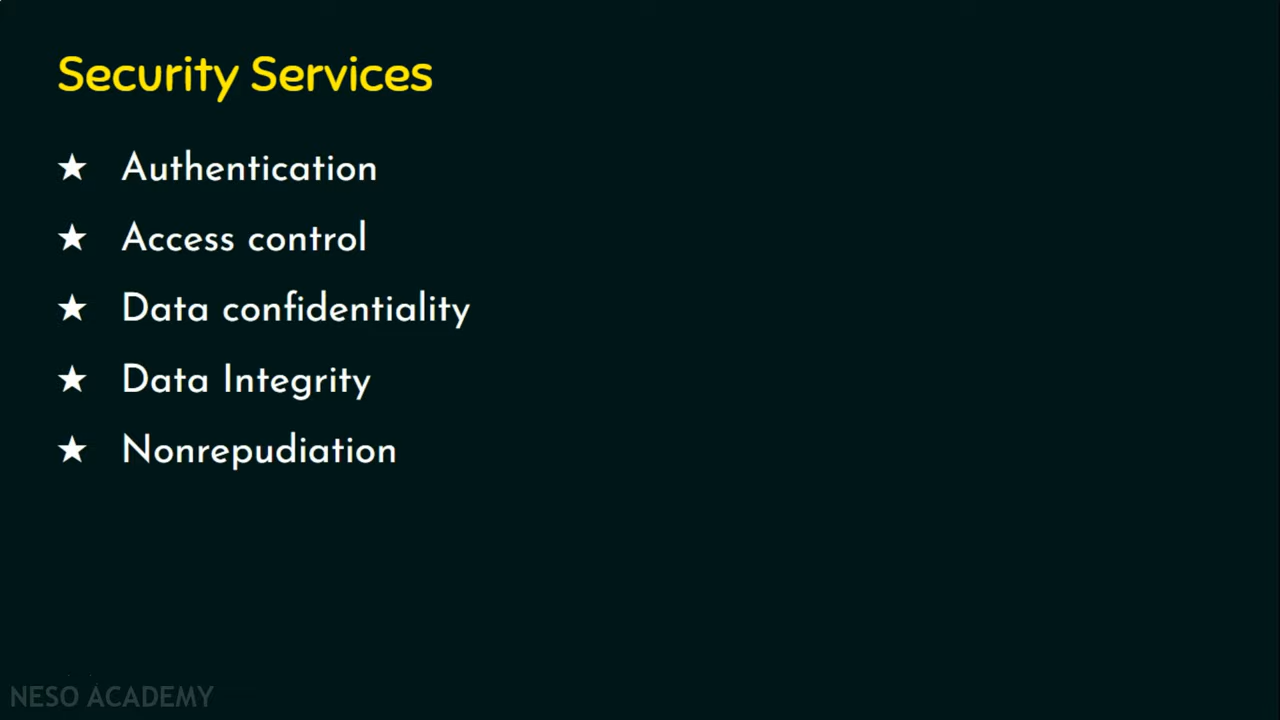 Security Services
★ Authentication
★ Access control
★ Data confidentiality
★ Data Integrity
★ Nonrepudiation
NESO ACADEMY